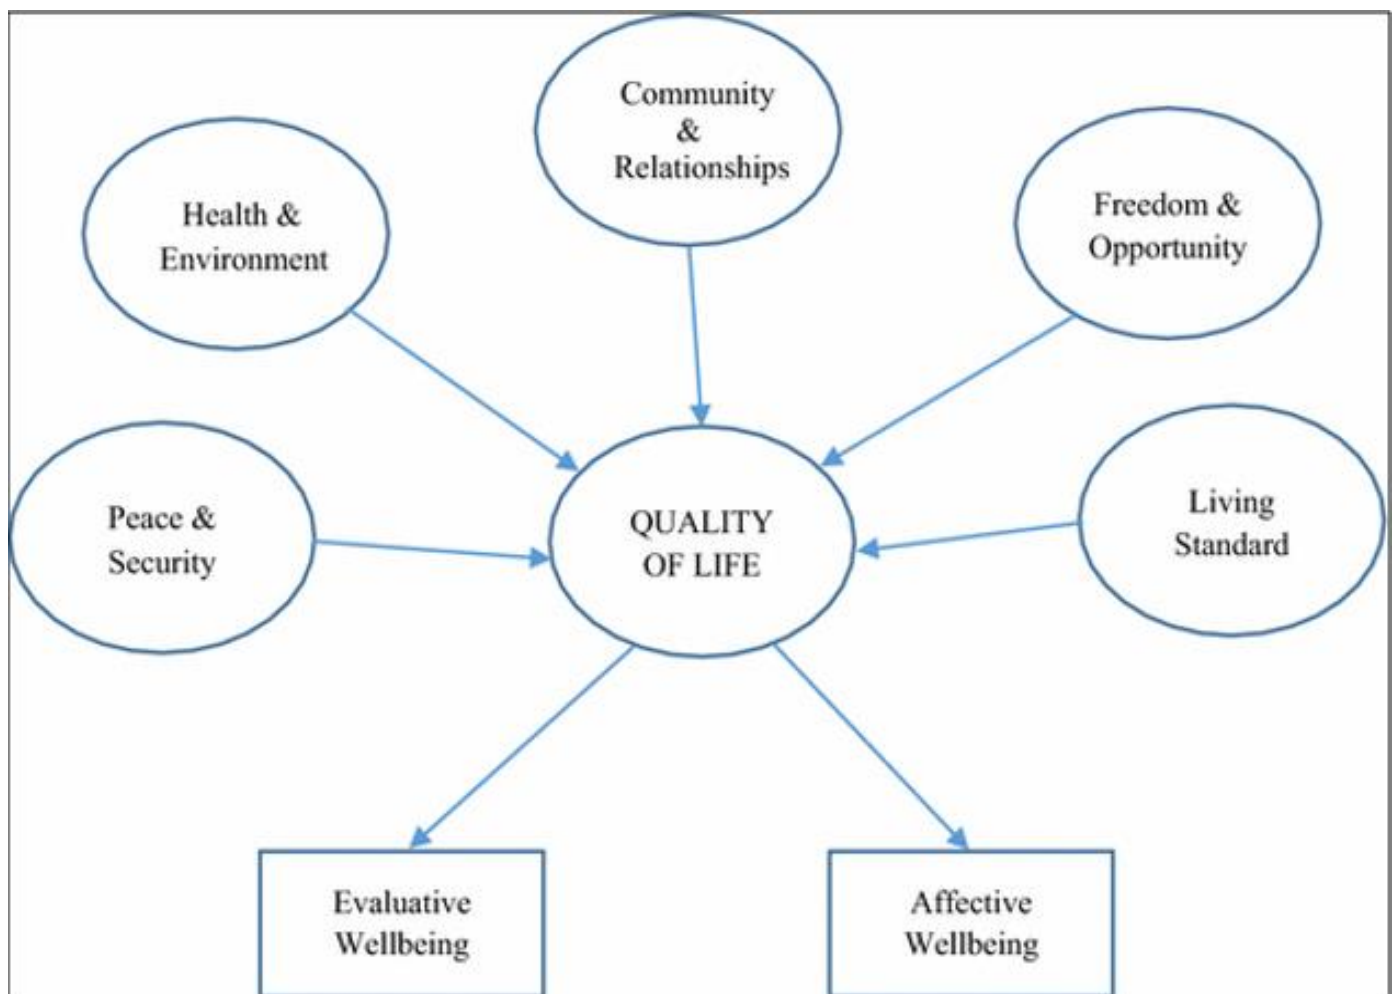 Community
&
Relationships
Health &
Environment
Freedom &
Opportunity
Peace &
Security
QUALITY
OF LIFE
Living
Standard
Evaluative
Wellbeing
Affective
Wellbeing